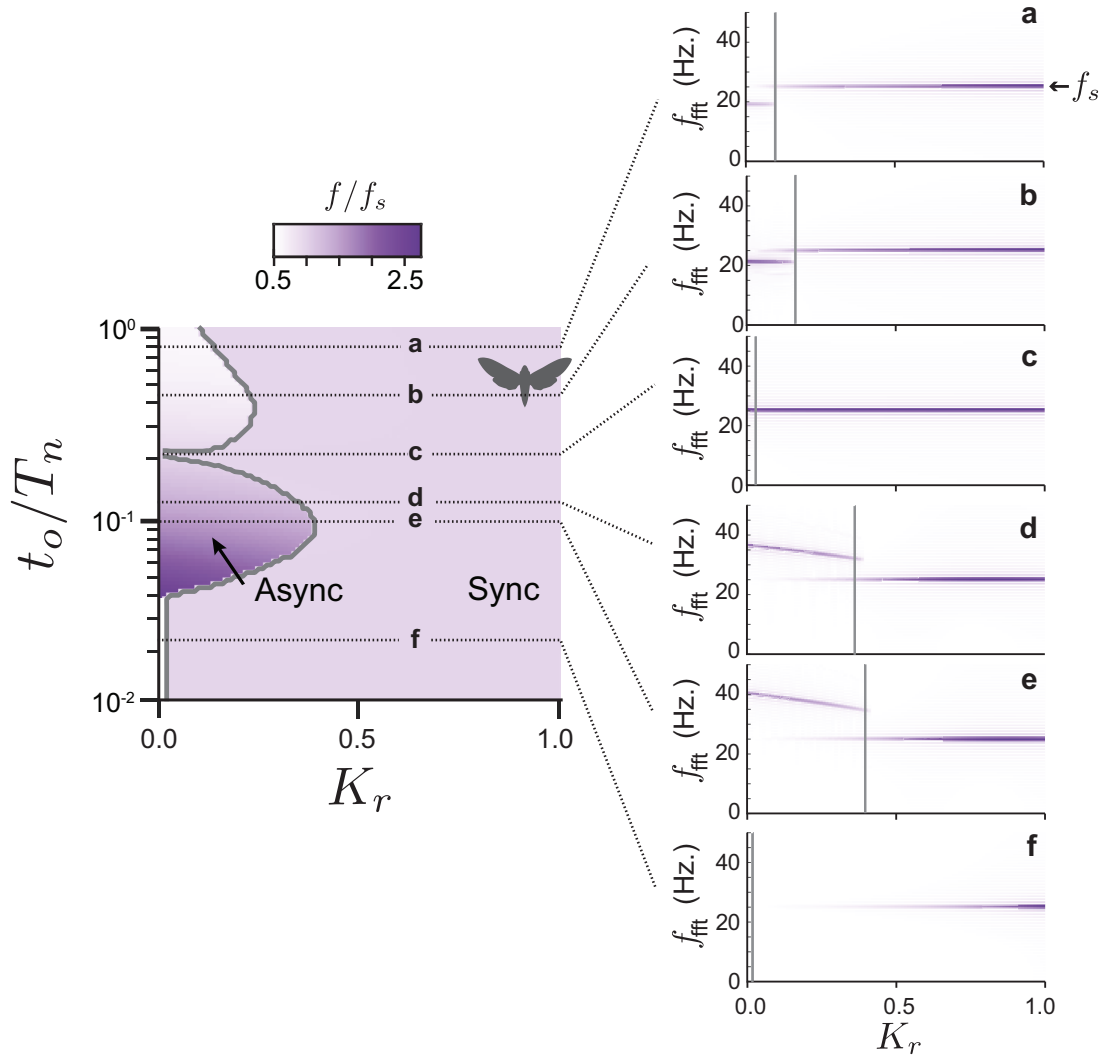 f/f_s
0.5 2.5
t_o/T_n
10^0
10^-1
10^-2
a
b
c
d
e
f
Async
Sync
0.0 0.5 1.0
K_r
a
f_fft (Hz.)
40
20
0
← f_s
b
f_fft (Hz.)
40
20
0
c
f_fft (Hz.)
40
20
0
d
f_fft (Hz.)
40
20
0
e
f_fft (Hz.)
40
20
0
f
f_fft (Hz.)
40
20
0
0.0 0.5 1.0
K_r